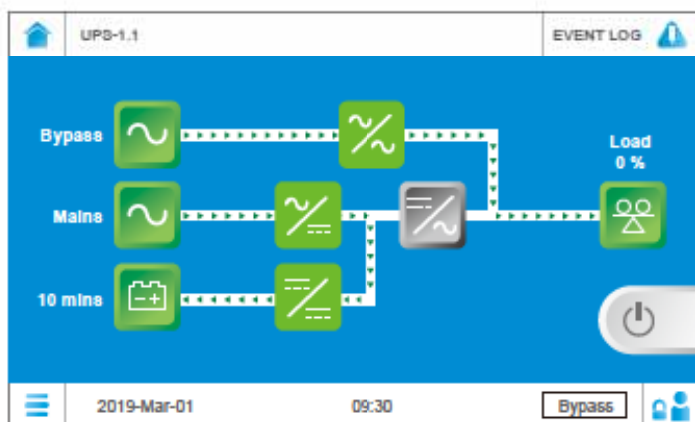 UPS-1.1
EVENT LOG
Bypass
Load
0 %
Mains
10 mins
2019-Mar-01
09:30
Bypass